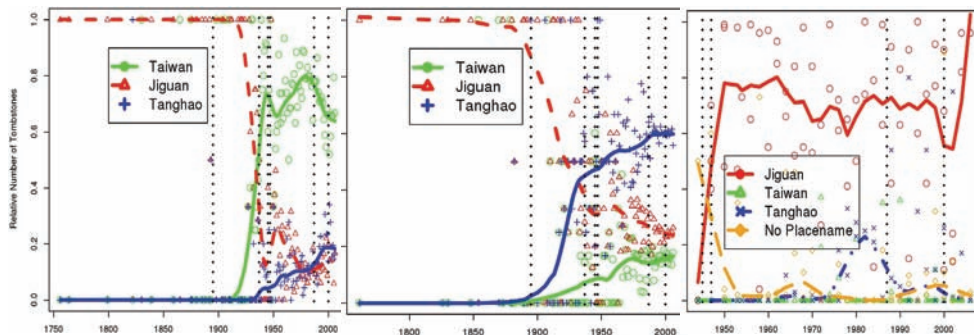 Relative Number of Tombstones
1.0
0.8
0.6
0.4
0.2
0.0
Taiwan
Jiguan
Tanghao
1750 1800 1850 1900 1950 2000
Taiwan
Jiguan
Tanghao
1800 1850 1900 1950 2000
Jiguan
Taiwan
Tanghao
No Placename
1950 1960 1970 1980 1990 2000